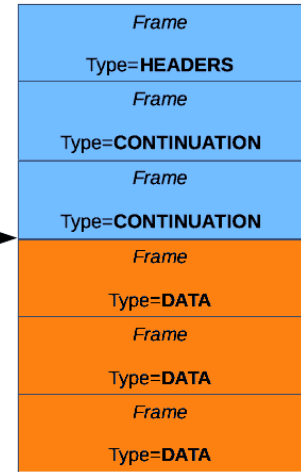 Frame
Type=HEADERS
Frame
Type=CONTINUATION
Frame
Type=CONTINUATION
Frame
Type=DATA
Frame
Type=DATA
Frame
Type=DATA